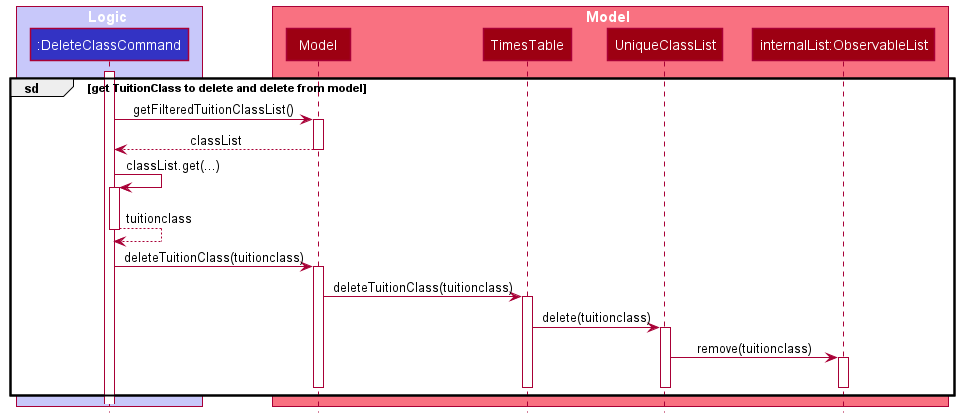 Logic
Model
:DeleteClassCommand
Model
TimesTable
UniqueClassList
internalList:ObservableList
sd
[get TuitionClass to delete and delete from model]
getFilteredTuitionClassList()
classList
classList.get(...)
tuitionclass
deleteTuitionClass(tuitionclass)
deleteTuitionClass(tuitionclass)
delete(tuitionclass)
remove(tuitionclass)